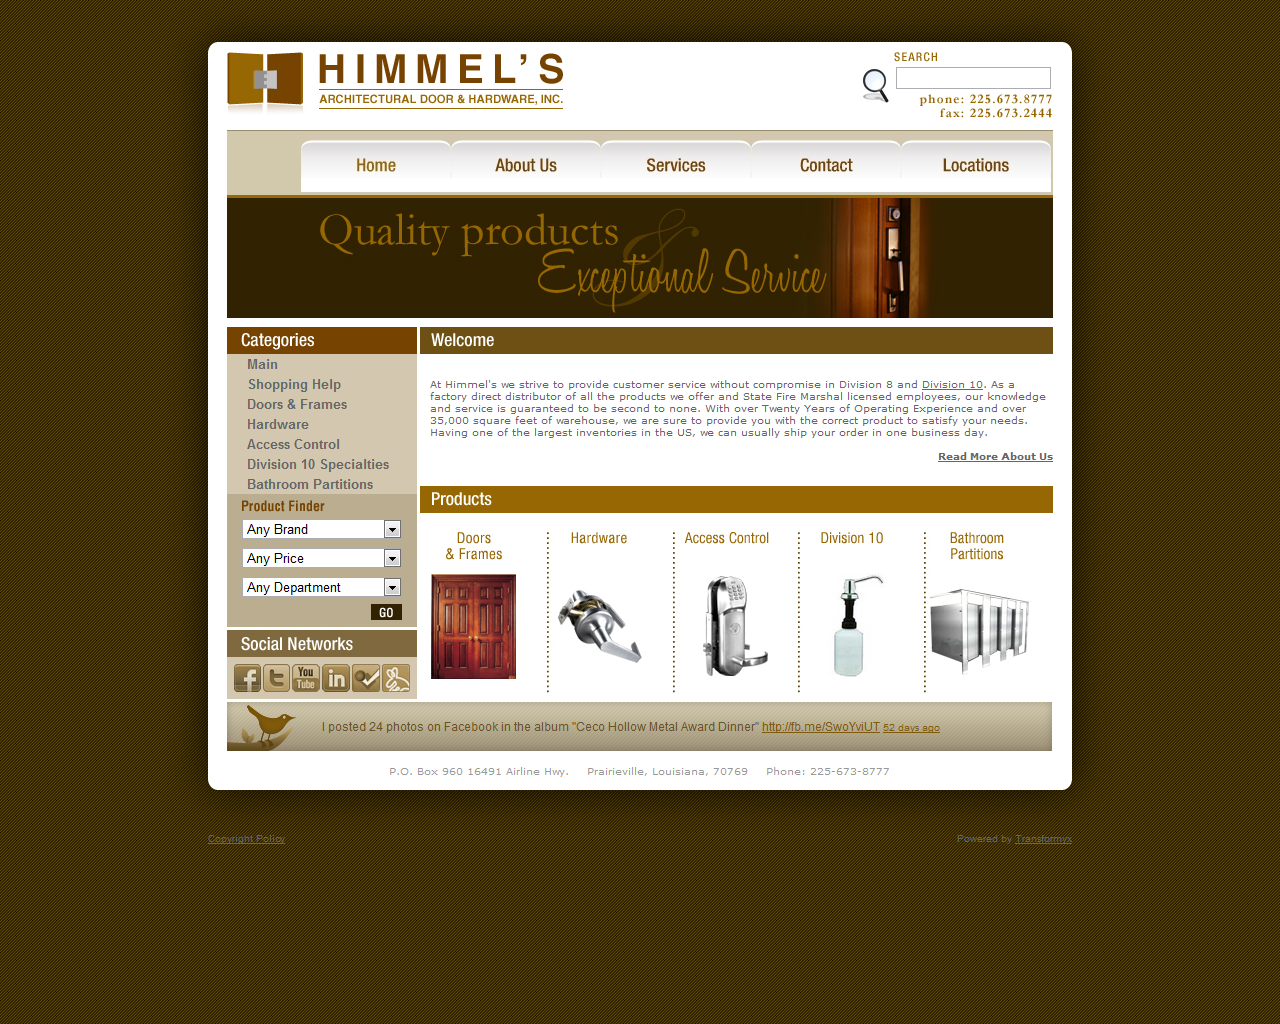 HIMMEL'S
ARCHITECTURAL DOOR & HARDWARE, INC.
SEARCH
phone: 225.673.8777
fax: 225.673.2444
Home
About Us
Services
Contact
Locations
Quality products
&
Exceptional Service
Categories
Main
Shopping Help
Doors & Frames
Hardware
Access Control
Division 10 Specialties
Bathroom Partitions
Product Finder
Any Brand
Any Price
Any Department
GO
Social Networks
You
Tube
Welcome
At Himmel's we strive to provide customer service without compromise in Division 8 and Division 10. As a
factory direct distributor of all the products we offer and State Fire Marshal licensed employees, our knowledge
and service is guaranteed to be second to none. With over Twenty Years of Operating Experience and over
35,000 square feet of warehouse, we are sure to provide you with the correct product to satisfy your needs.
Having one of the largest inventories in the US, we can usually ship your order in one business day.
Read More About Us
Products
Doors
& Frames
Hardware
Access Control
Division 10
Bathroom
Partitions
I posted 24 photos on Facebook in the album "Ceco Hollow Metal Award Dinner" http://fb.me/SwoYviUT 52 days ago
P.O. Box 960 16491 Airline Hwy. Prairieville, Louisiana, 70769 Phone: 225-673-8777
Copyright Policy
Powered by Transformyx